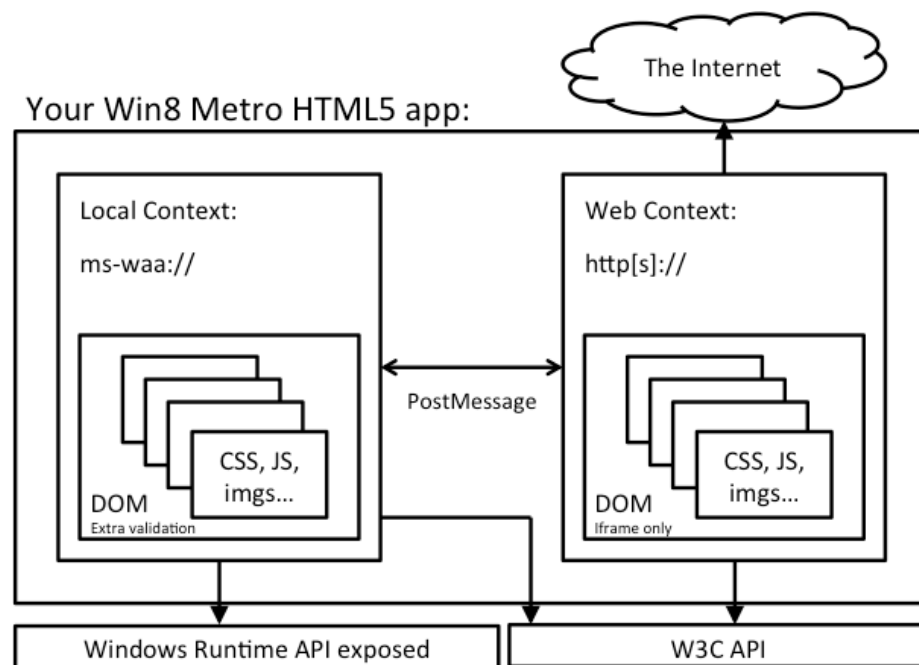 The Internet
Your Win8 Metro HTML5 app:
Local Context:
ms-waa://
Web Context:
http[s]://
PostMessage
CSS, JS,
imgs...
DOM
Extra validation
CSS, JS,
imgs...
DOM
Iframe only
Windows Runtime API exposed
W3C API